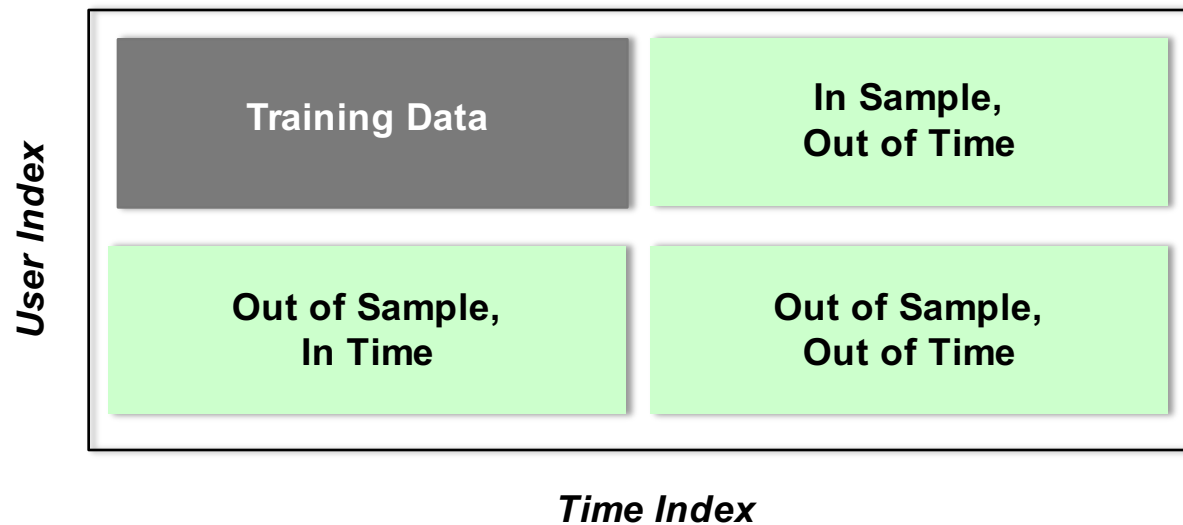 Training Data
In Sample,
Out of Time
User Index
Out of Sample,
In Time
Out of Sample,
Out of Time
Time Index